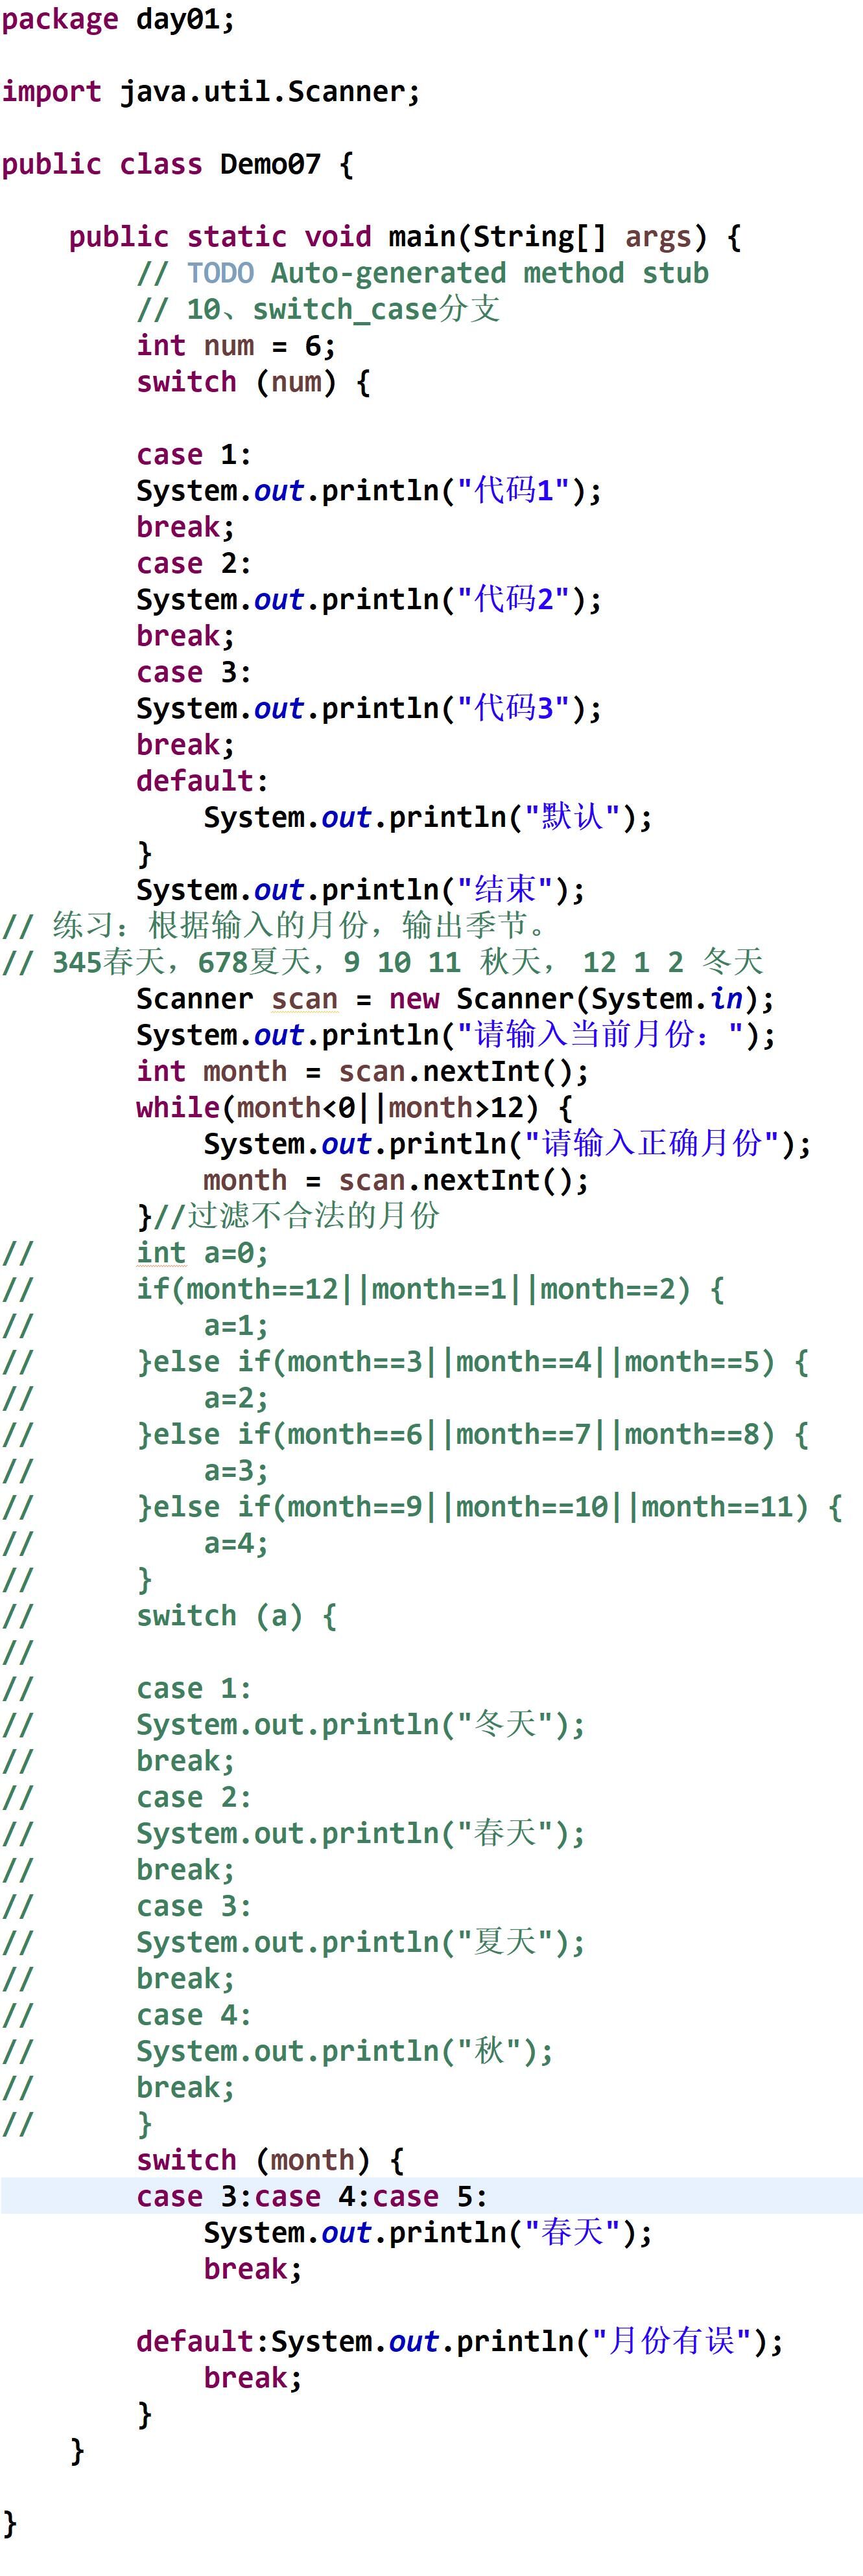 package day01;
import java.util.Scanner;
public class Demo07 {
public static void main(String[] args) {
// TODO Auto-generated method stub
// 10、switch_case分支
int num = 6;
switch (num) {
case 1:
System.out.println("代码1");
break;
case 2:
System.out.println("代码2");
break;
case 3:
System.out.println("代码3");
break;
default:
System.out.println("默认");
}
System.out.println("结束");
// 练习：根据输入的月份，输出季节。
// 345春天，678夏天，9 10 11 秋天， 12 1 2 冬天
Scanner scan = new Scanner(System.in);
System.out.println("请输入当前月份：");
int month = scan.nextInt();
while(month<0||month>12) {
System.out.println("请输入正确月份");
month = scan.nextInt();
}//过滤不合法的月份
// int a=0;
// if(month==12||month==1||month==2) {
// a=1;
// }else if(month==3||month==4||month==5) {
// a=2;
// }else if(month==6||month==7||month==8) {
// a=3;
// }else if(month==9||month==10||month==11) {
// a=4;
// }
// switch (a) {
//
// case 1:
// System.out.println("冬天");
// break;
// case 2:
// System.out.println("春天");
// break;
// case 3:
// System.out.println("夏天");
// break;
// case 4:
// System.out.println("秋");
// break;
// }
switch (month) {
case 3:case 4:case 5:
System.out.println("春天");
break;
default:System.out.println("月份有误");
break;
}
}
}